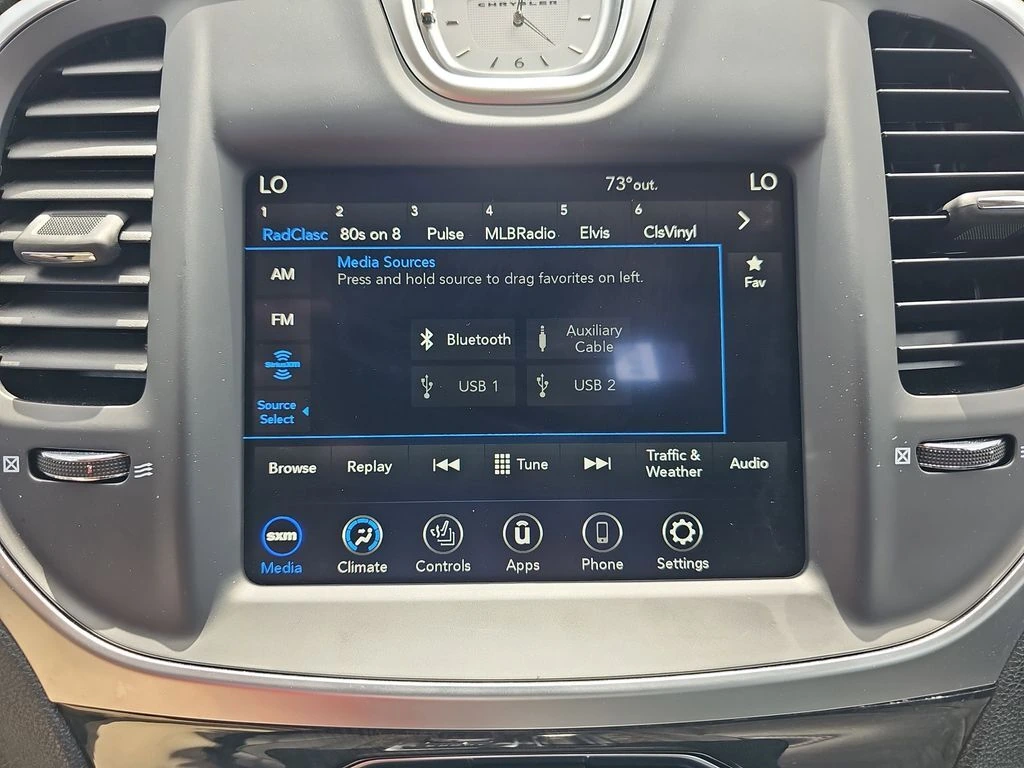 CHRYSLER
6
LO 73°out. LO
1 2 3 4 5 6
RadClasc 80s on 8 Pulse MLBRadio Elvis ClsVinyl
Media Sources
Press and hold source to drag favorites on left.
AM
FM
SiriusXM
Source
Select
Fav
Bluetooth
Auxiliary
Cable
USB 1
USB 2
Browse Replay Tune Traffic &
Weather
Audio
sxm
ū
Media Climate Controls Apps Phone Settings